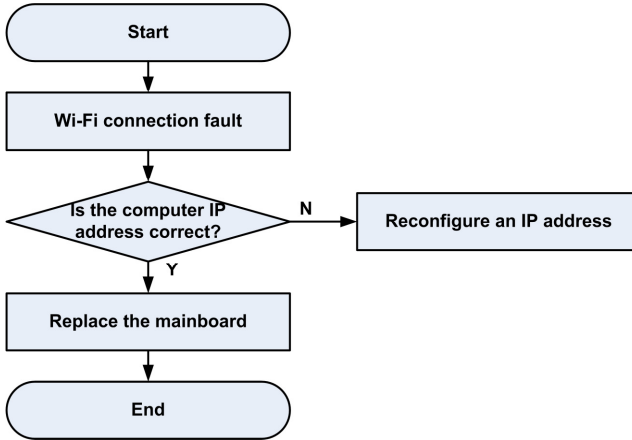 Start
Wi-Fi connection fault
Is the computer IP
address correct?
N
Reconfigure an IP address
Y
Replace the mainboard
End